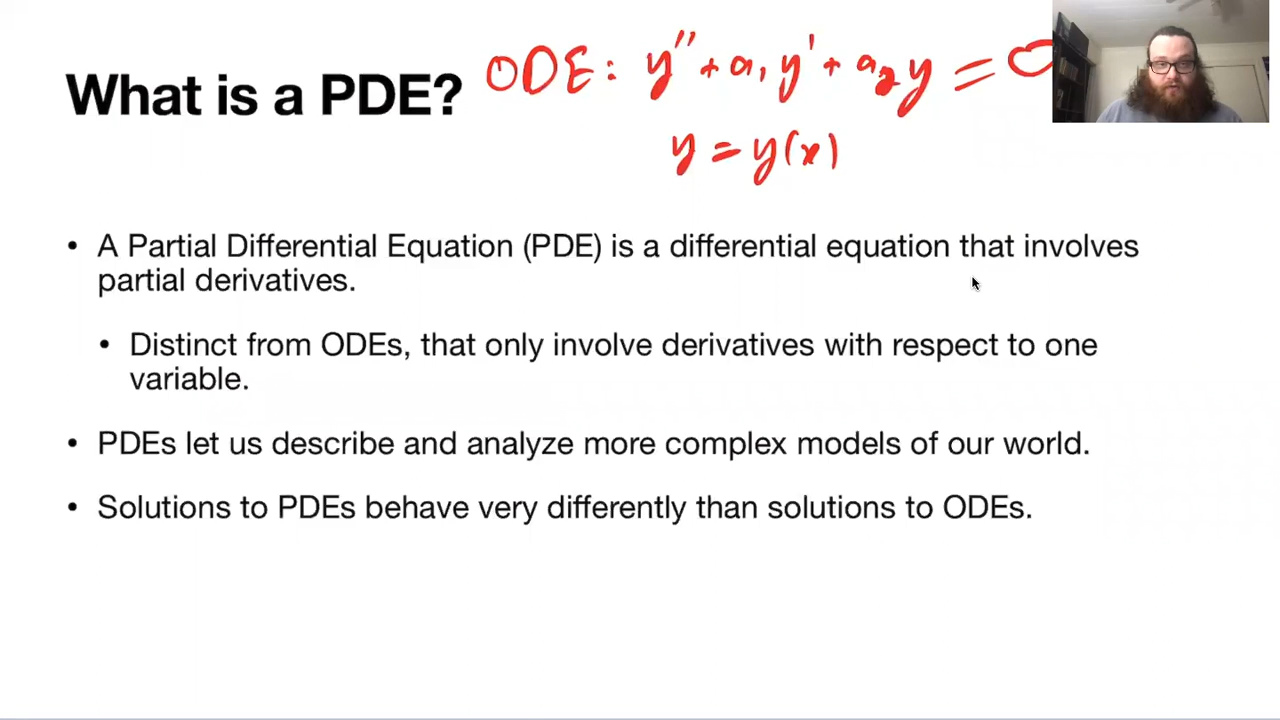 What is a PDE?
ODE: y'' + a₁y' + a₂y = 0
y = y(x)
• A Partial Differential Equation (PDE) is a differential equation that involves
partial derivatives.
• Distinct from ODEs, that only involve derivatives with respect to one
variable.
• PDEs let us describe and analyze more complex models of our world.
• Solutions to PDEs behave very differently than solutions to ODEs.